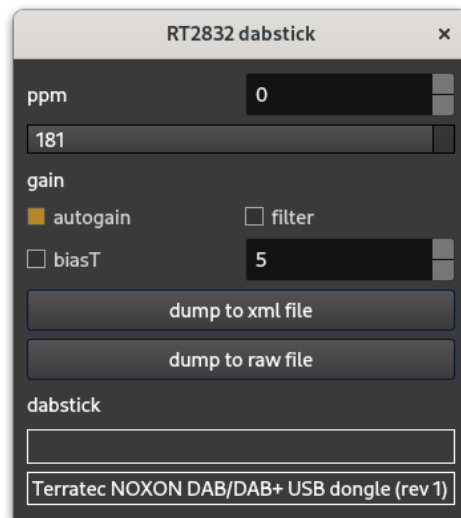 RT2832 dabstick ×
ppm 0
181
gain
autogain filter
biasT 5
dump to xml file
dump to raw file
dabstick
Terratec NOXON DAB/DAB+ USB dongle (rev 1)